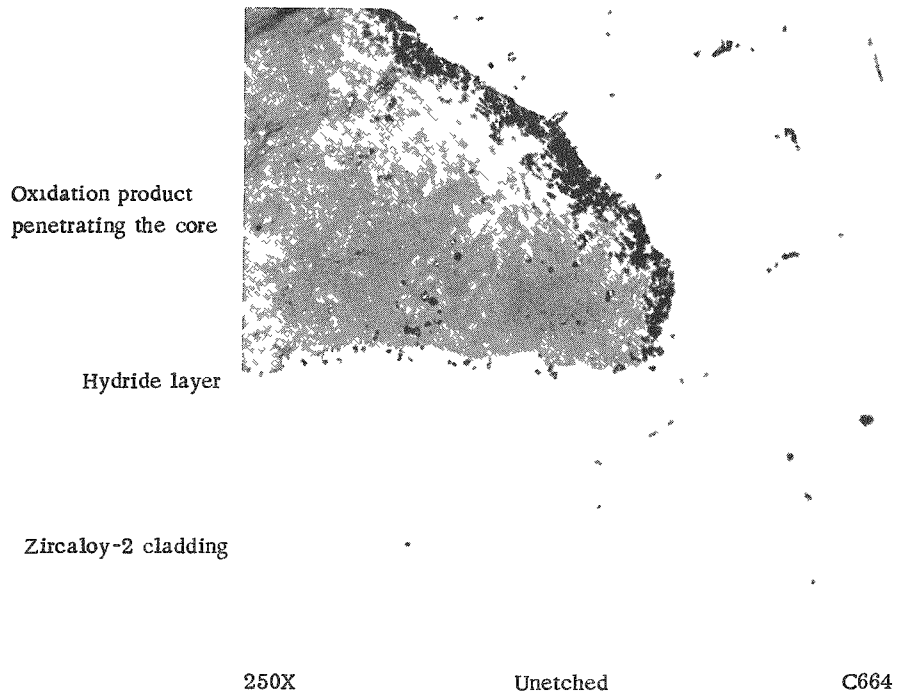 Oxidation product
penetrating the core
Hydride layer
Zircaloy-2 cladding
250X Unetched C664